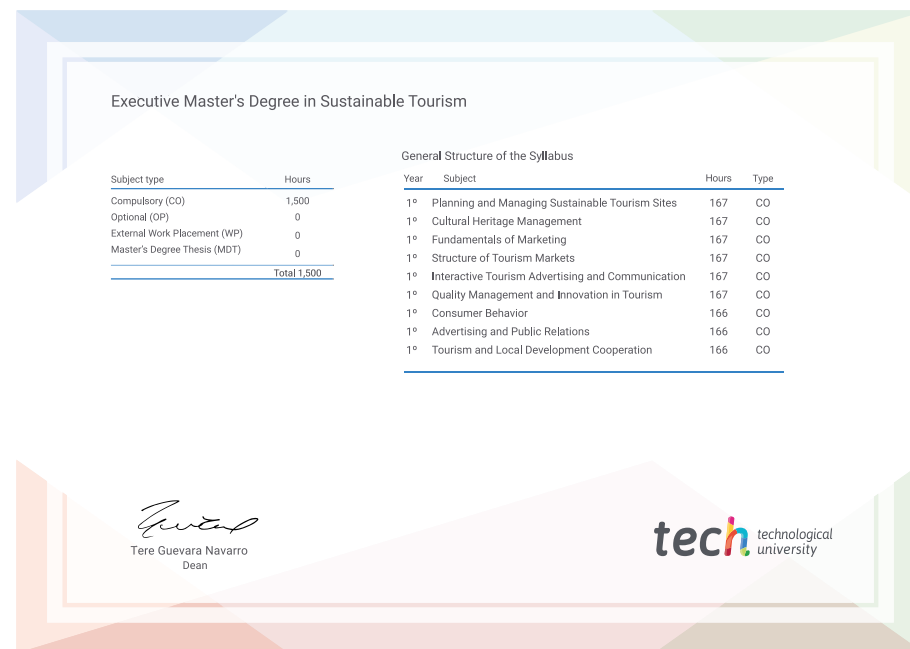 Executive Master's Degree in Sustainable Tourism
Subject type Hours
Compulsory (CO) 1,500
Optional (OP) 0
External Work Placement (WP) 0
Master's Degree Thesis (MDT) 0
Total 1,500
General Structure of the Syllabus
Year Subject Hours Type
1º Planning and Managing Sustainable Tourism Sites 167 CO
1º Cultural Heritage Management 167 CO
1º Fundamentals of Marketing 167 CO
1º Structure of Tourism Markets 167 CO
1º Interactive Tourism Advertising and Communication 167 CO
1º Quality Management and Innovation in Tourism 167 CO
1º Consumer Behavior 166 CO
1º Advertising and Public Relations 166 CO
1º Tourism and Local Development Cooperation 166 CO
Tere Guevara Navarro
Dean
tech technological
university